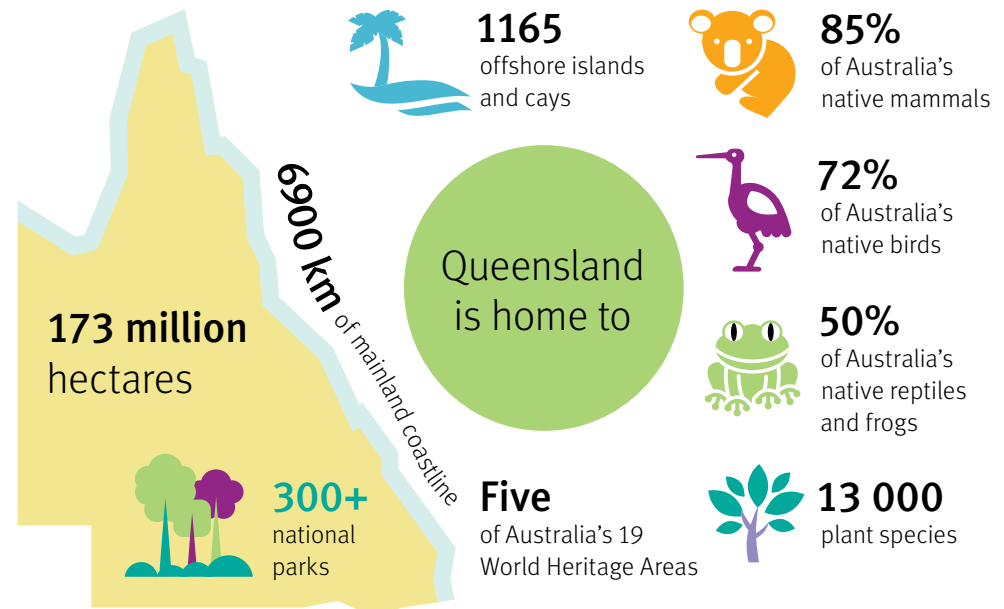 1165
offshore islands
and cays
85%
of Australia's
native mammals
6900 km of mainland coastline
72%
of Australia's
native birds
Queensland
is home to
173 million
hectares
50%
of Australia's
native reptiles
and frogs
300+
national
parks
Five
of Australia's 19
World Heritage Areas
13 000
plant species